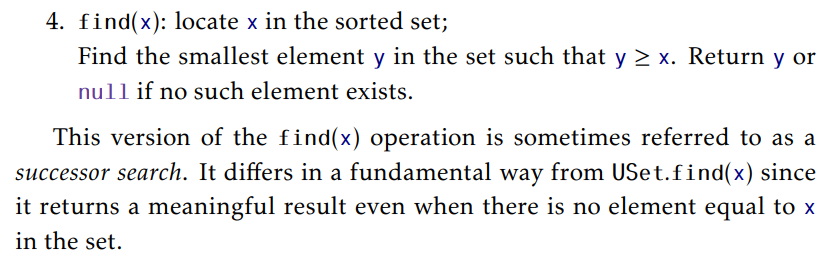 4. find(x): locate x in the sorted set;
Find the smallest element y in the set such that y ≥ x. Return y or
null if no such element exists.
This version of the find(x) operation is sometimes referred to as a
successor search. It differs in a fundamental way from USet.find(x) since
it returns a meaningful result even when there is no element equal to x
in the set.